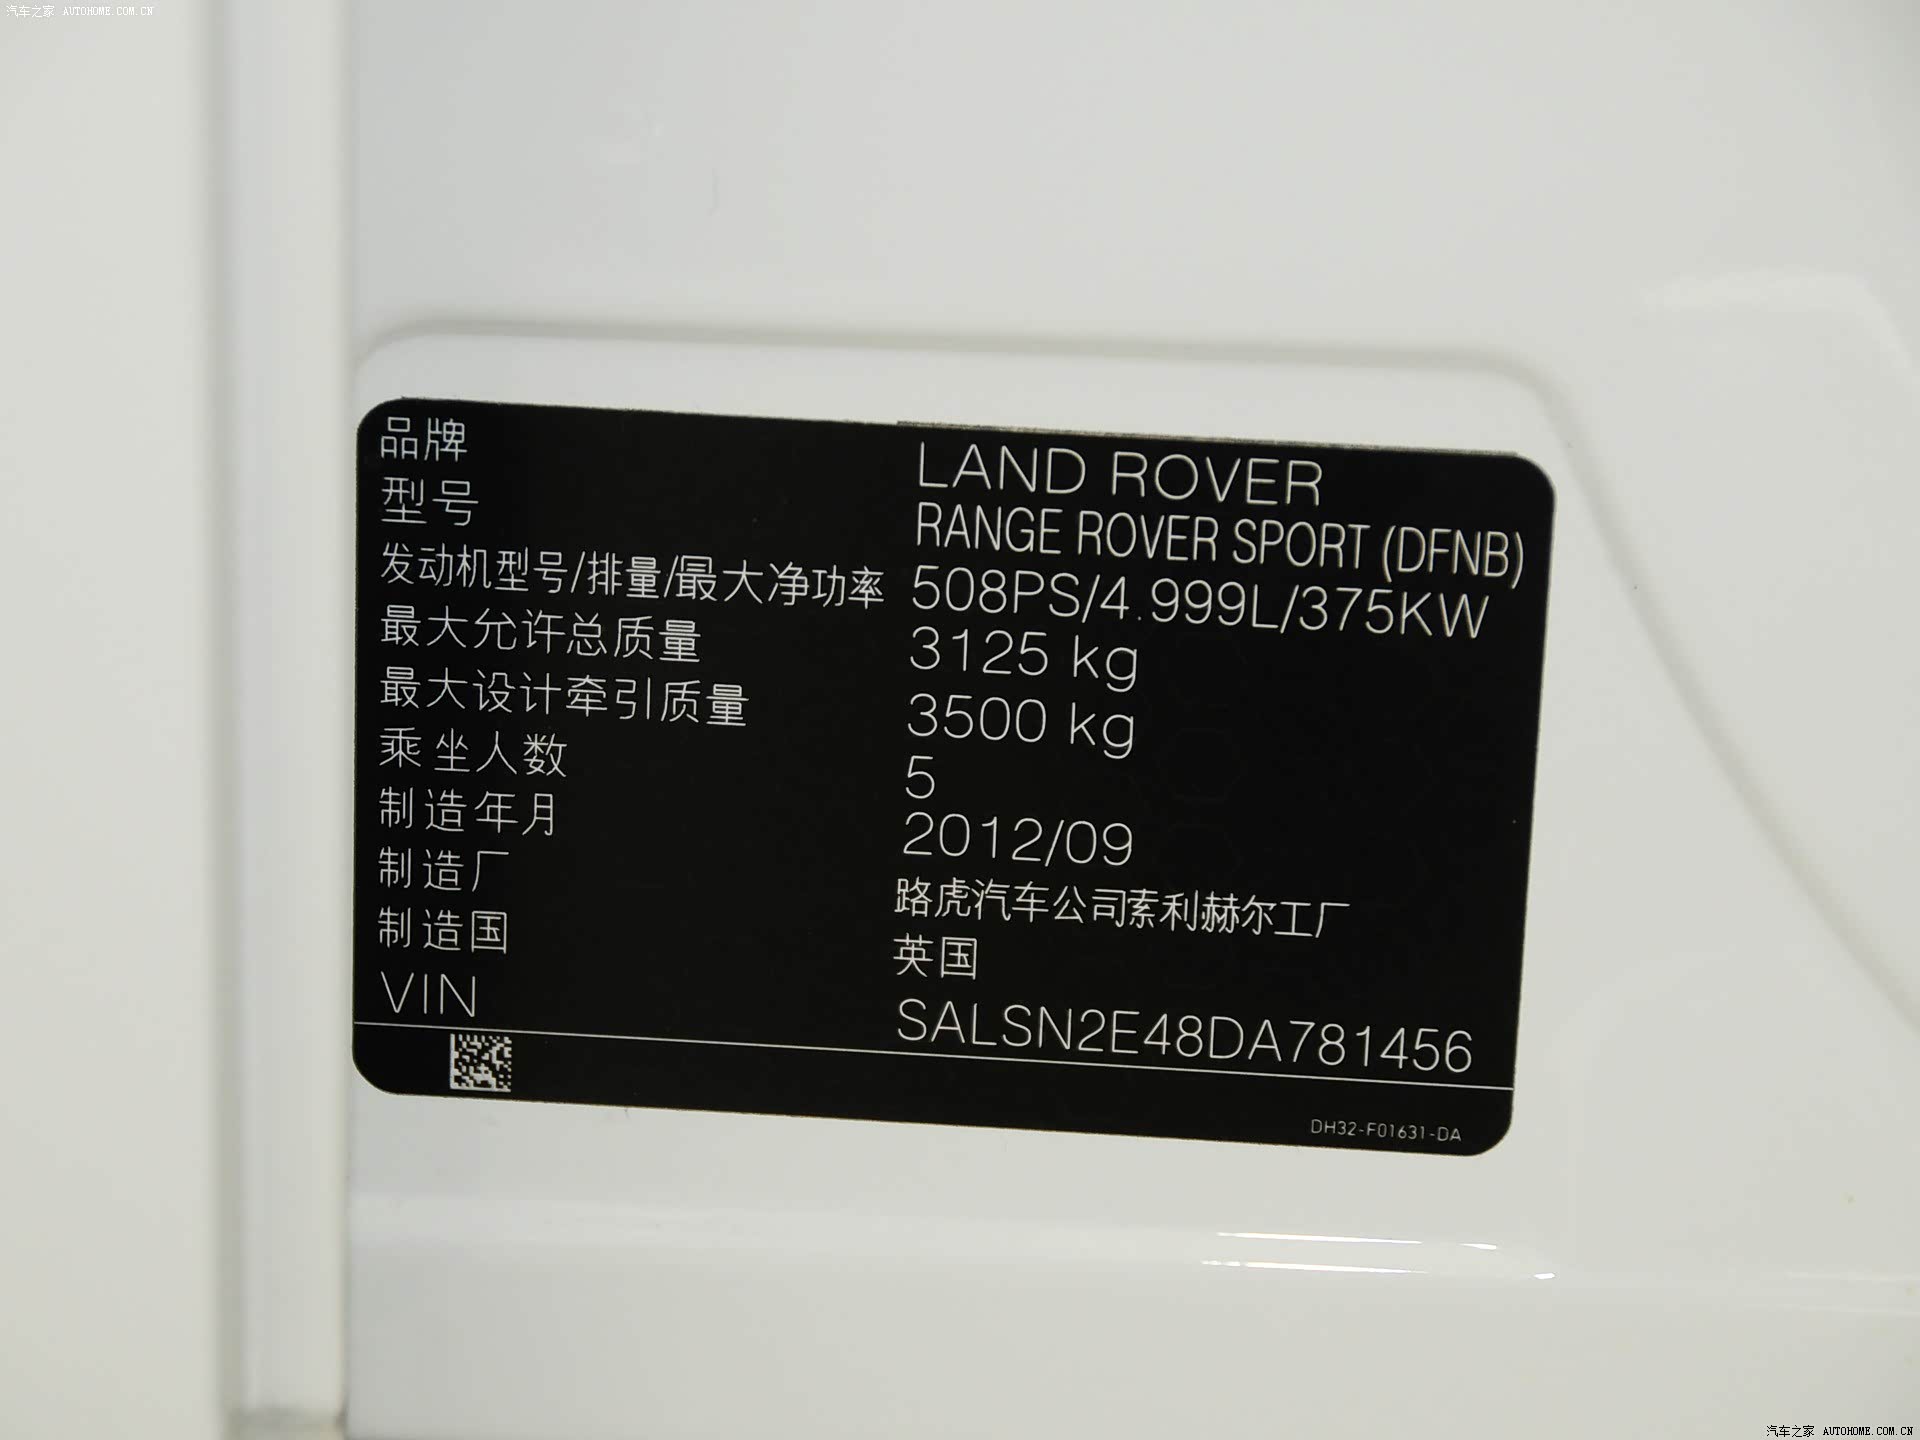 汽车之家 AUTOHOME.COM.CN
品牌 LAND ROVER
型号 RANGE ROVER SPORT (DFNB)
发动机型号/排量/最大净功率 508PS/4.999L/375KW
最大允许总质量 3125 kg
最大设计牵引质量 3500 kg
乘坐人数 5
制造年月 2012/09
制造厂 路虎汽车公司索利赫尔工厂
制造国 英国
VIN SALSN2E48DA781456
DH32-F01631-DA
汽车之家 AUTOHOME.COM.CN